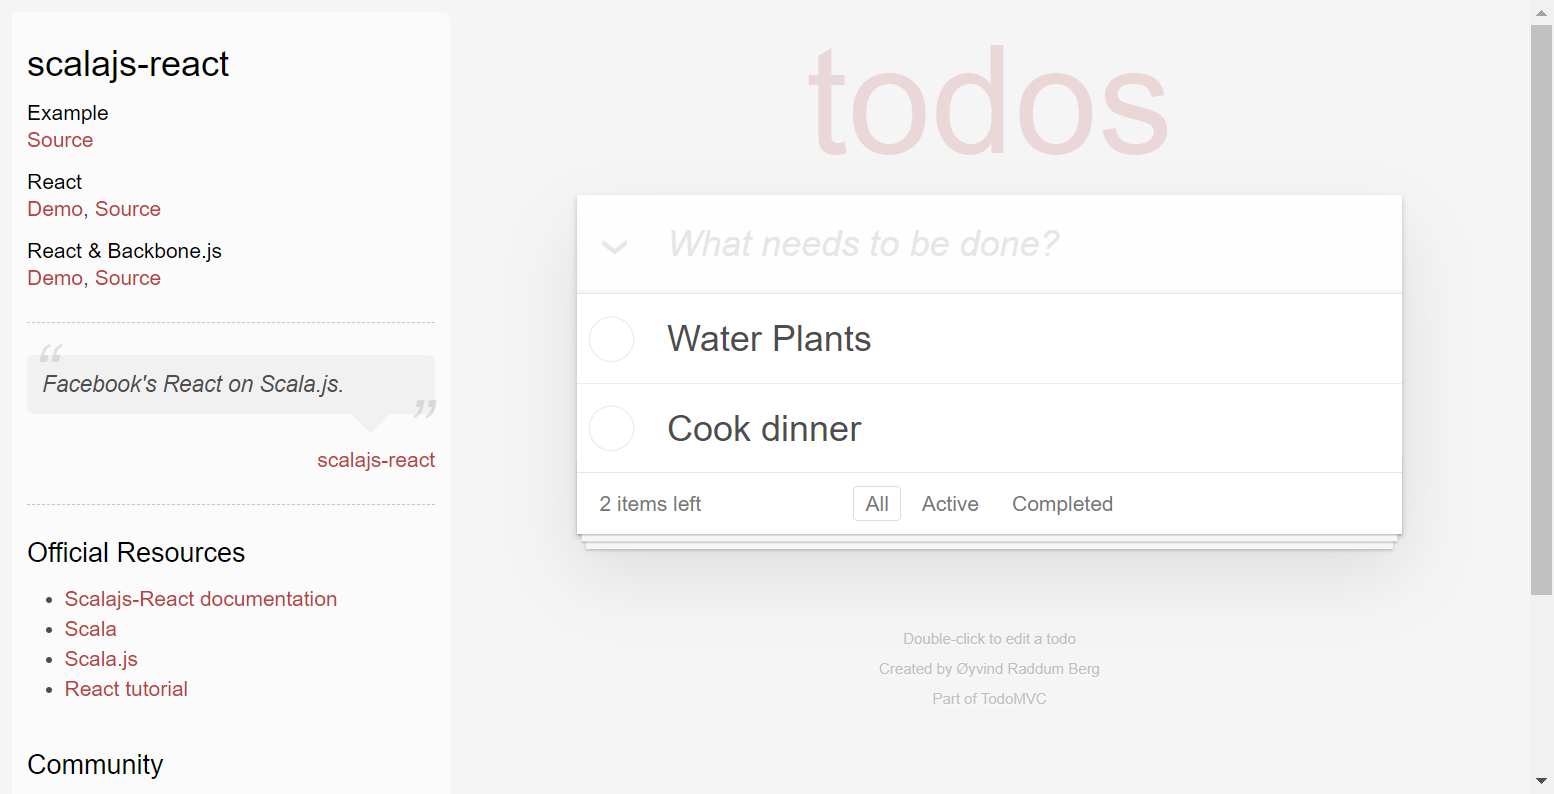 scalajs-react
Example
Source
React
Demo, Source
React & Backbone.js
Demo, Source
“
Facebook's React on Scala.js.
”
scalajs-react
Official Resources
Scalajs-React documentation
Scala
Scala.js
React tutorial
Community
todos
What needs to be done?
Water Plants
Cook dinner
2 items left All Active Completed
Double-click to edit a todo
Created by Øyvind Raddum Berg
Part of TodoMVC